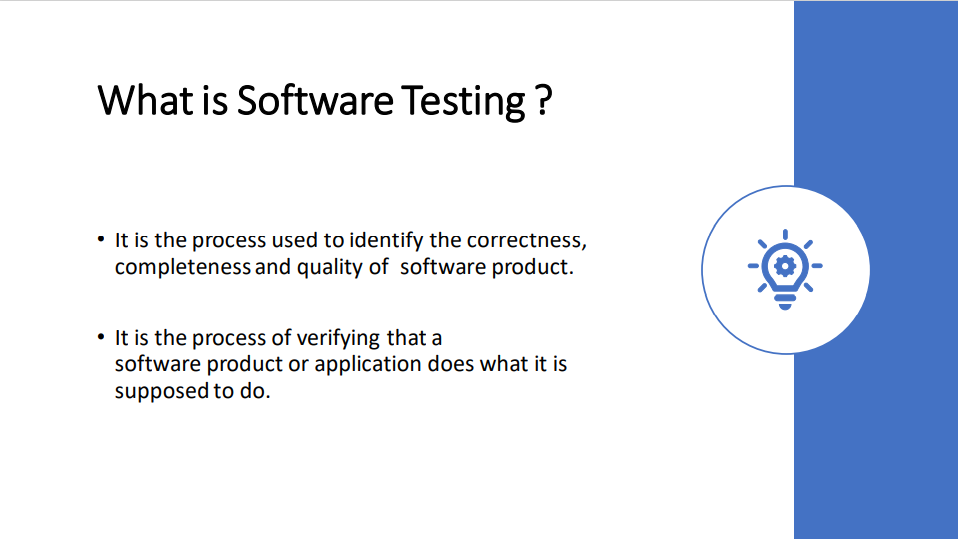 What is Software Testing ?
• It is the process used to identify the correctness,
completeness and quality of  software product.
• It is the process of verifying that a
software product or application does what it is
supposed to do.